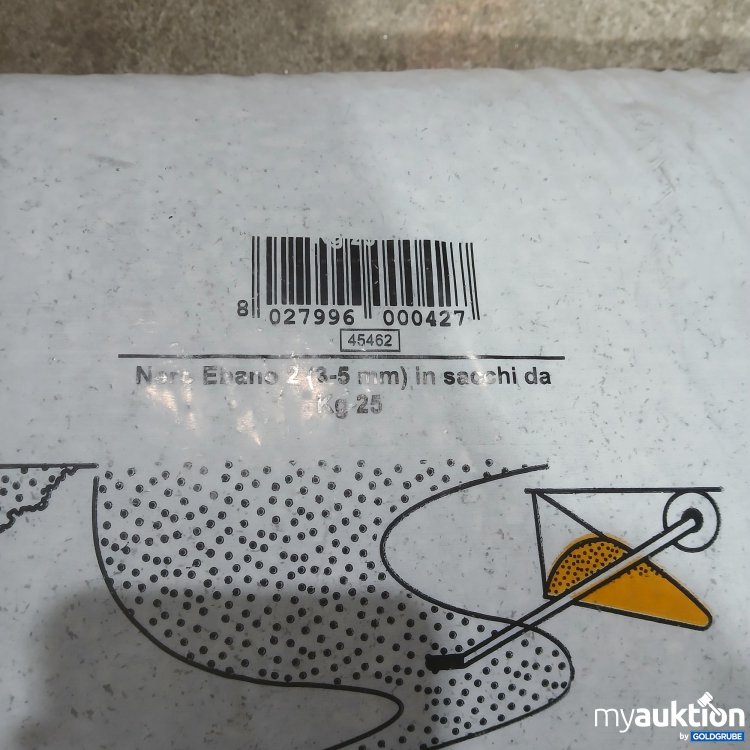 8 027996 000427
45462
Nero Ebano 2 (3-5 mm) in sacchi da
Kg 25
myauktion
by GOLDGRUBE